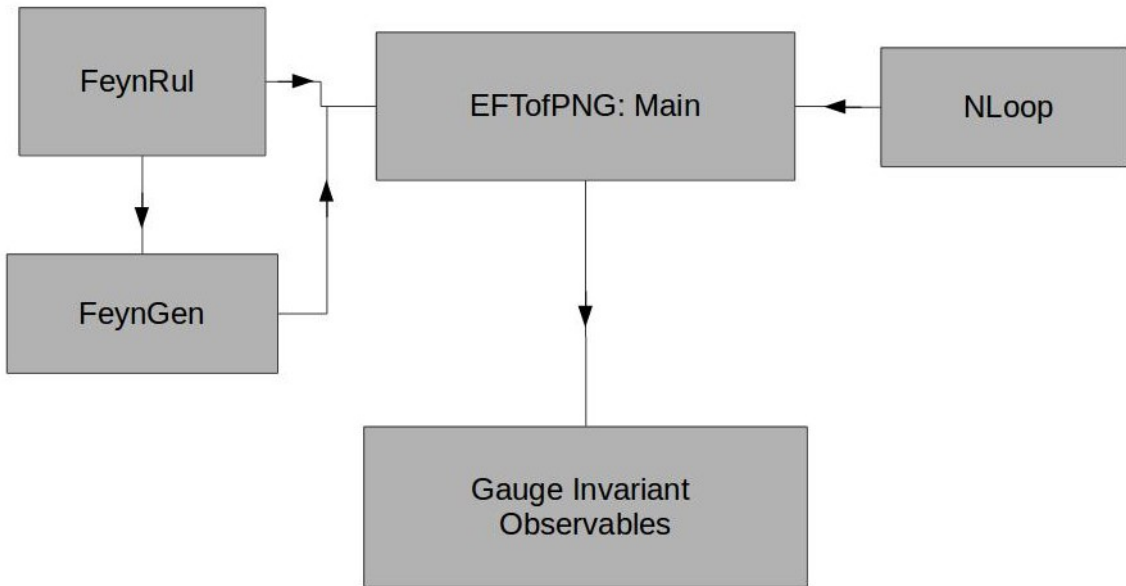 FeynRul
EFTofPNG: Main
NLoop
FeynGen
Gauge Invariant
Observables